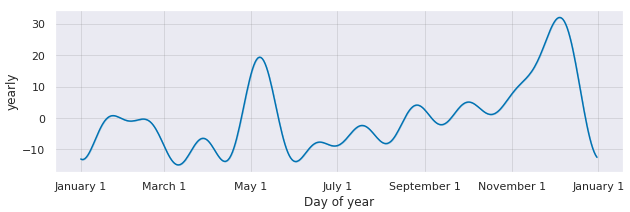 30
20
10
0
−10
yearly
January 1 March 1 May 1 July 1 September 1 November 1 January 1
Day of year